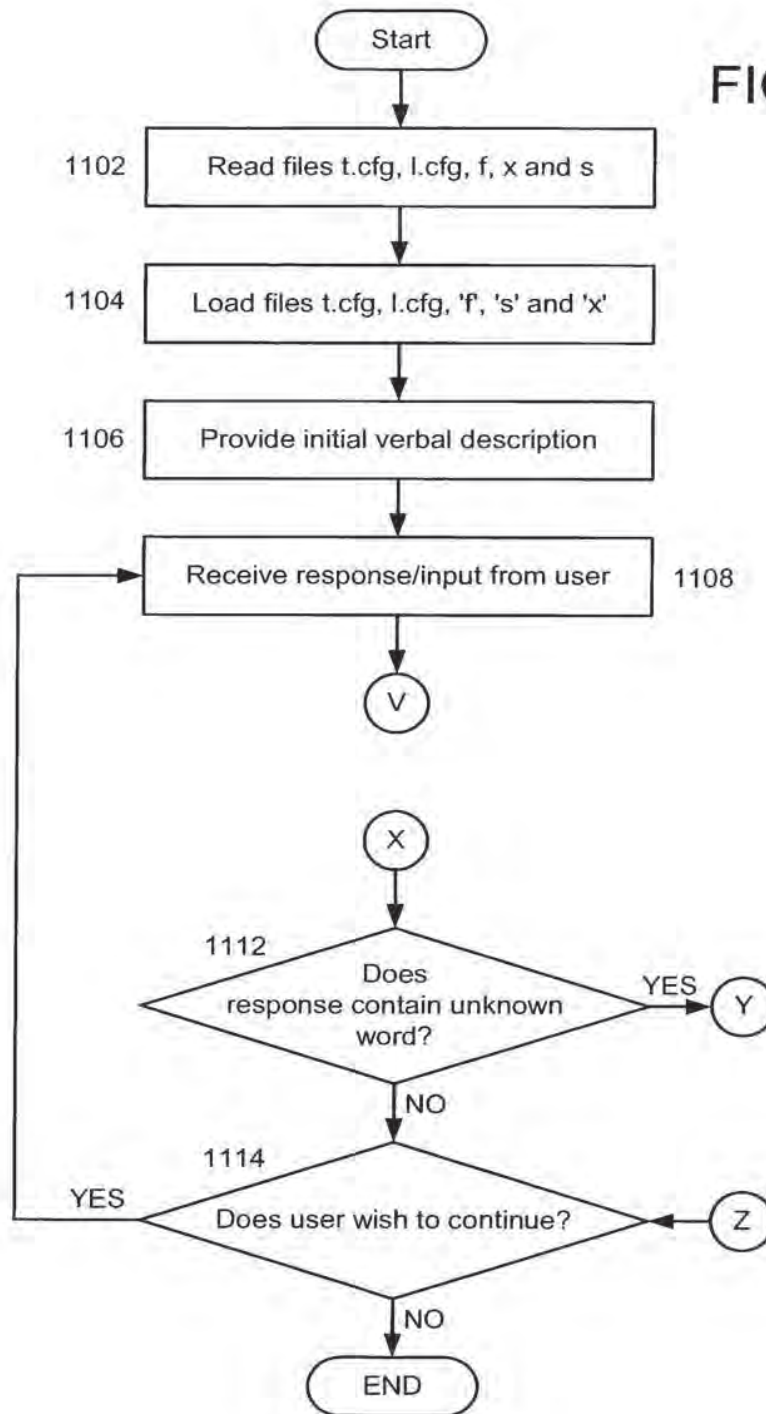 Start
FIG
1102
Read files t.cfg, l.cfg, f, x and s
1104
Load files t.cfg, l.cfg, 'f', 's' and 'x'
1106
Provide initial verbal description
Receive response/input from user
1108
V
X
1112
Does
response contain unknown
word?
YES
Y
NO
1114
YES
Does user wish to continue?
Z
NO
END